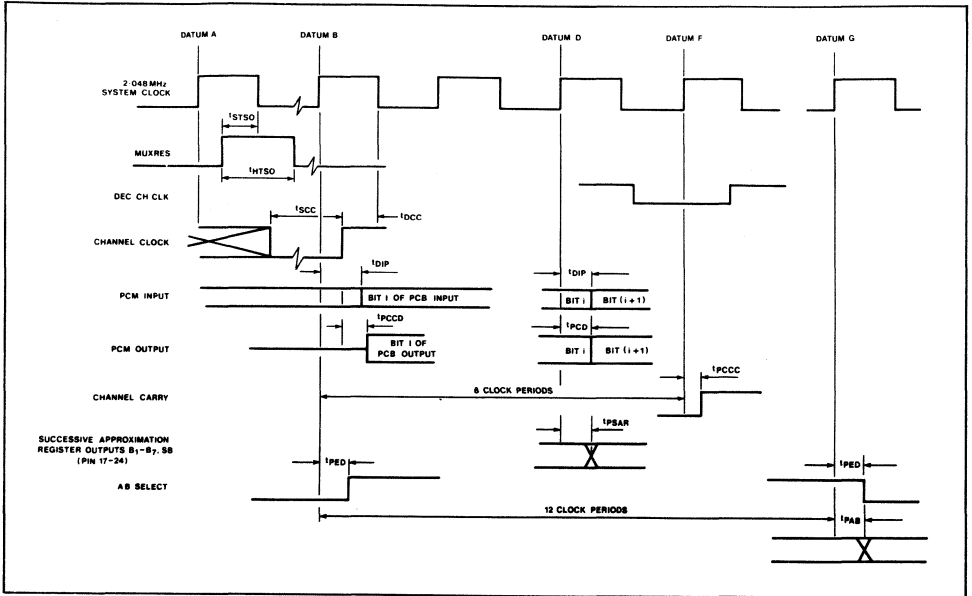 DATUM A
DATUM B
DATUM D
DATUM F
DATUM G
2·048 MHz
SYSTEM CLOCK
tSTSO
MUXRES
tHTSO
DEC CH CLK
tSCC
tDCC
CHANNEL CLOCK
tDIP
tDIP
PCM INPUT
BIT 1 OF PCB INPUT
BIT i
BIT (i+1)
tPCCD
tPCD
PCM OUTPUT
BIT 1 OF
PCB OUTPUT
BIT i
BIT (i+1)
tPCCC
CHANNEL CARRY
8 CLOCK PERIODS
tPSAR
SUCCESSIVE APPROXIMATION
REGISTER OUTPUTS B1–B7, SB
(PIN 17–24)
tPED
tPED
AB SELECT
12 CLOCK PERIODS
tPAB